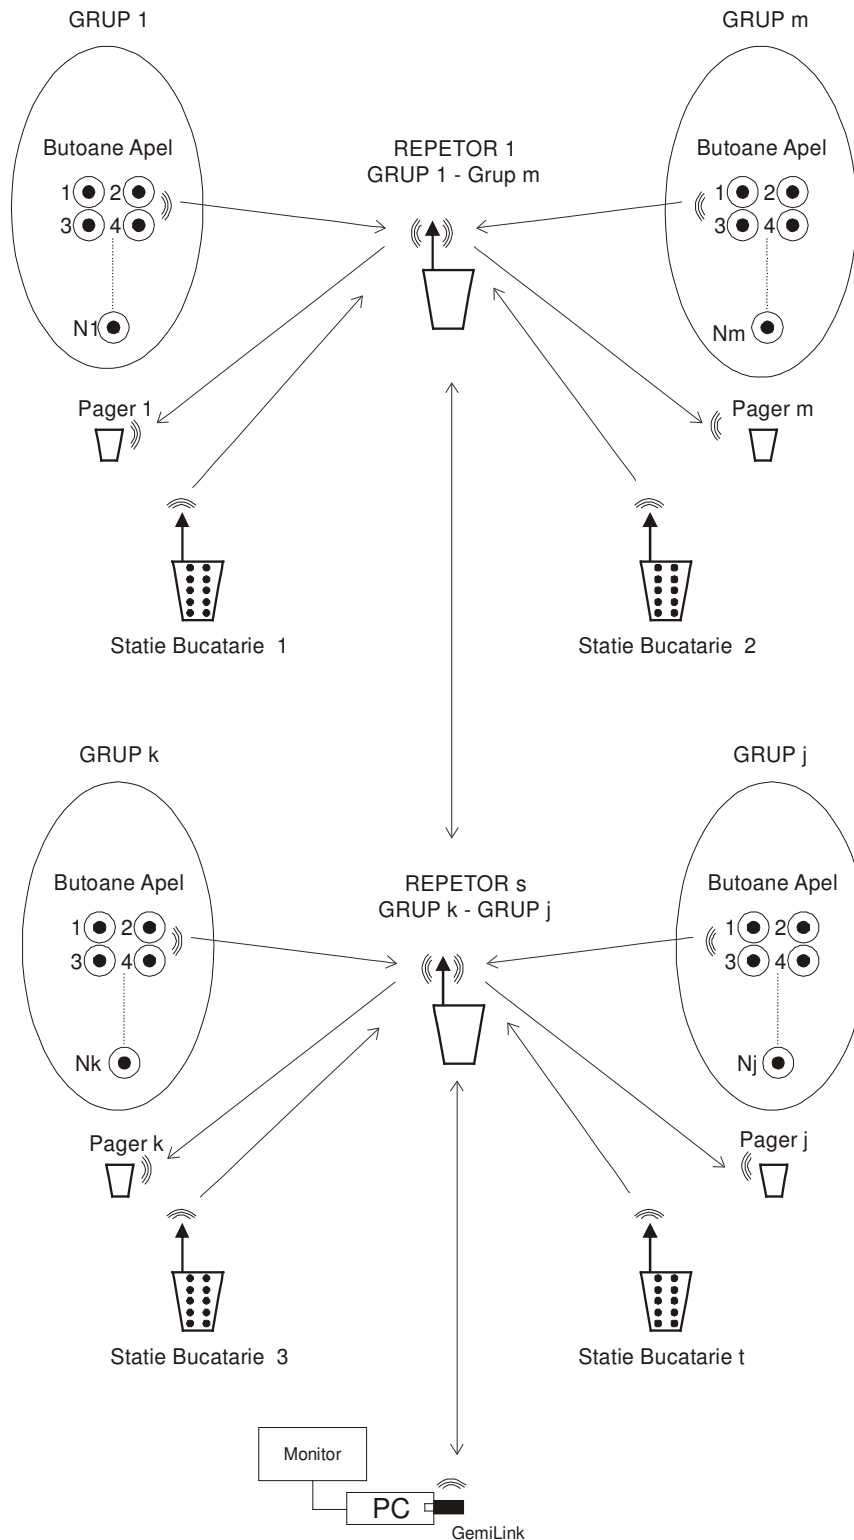 GRUP 1
GRUP m
Butoane Apel
REPETOR 1
GRUP 1 - Grup m
Butoane Apel
1 2
3 4
N1
1 2
3 4
Nm
Pager 1
Pager m
Statie Bucatarie 1
Statie Bucatarie 2
GRUP k
GRUP j
Butoane Apel
REPETOR s
GRUP k - GRUP j
Butoane Apel
1 2
3 4
Nk
1 2
3 4
Nj
Pager k
Pager j
Statie Bucatarie 3
Statie Bucatarie t
Monitor
PC
GemiLink